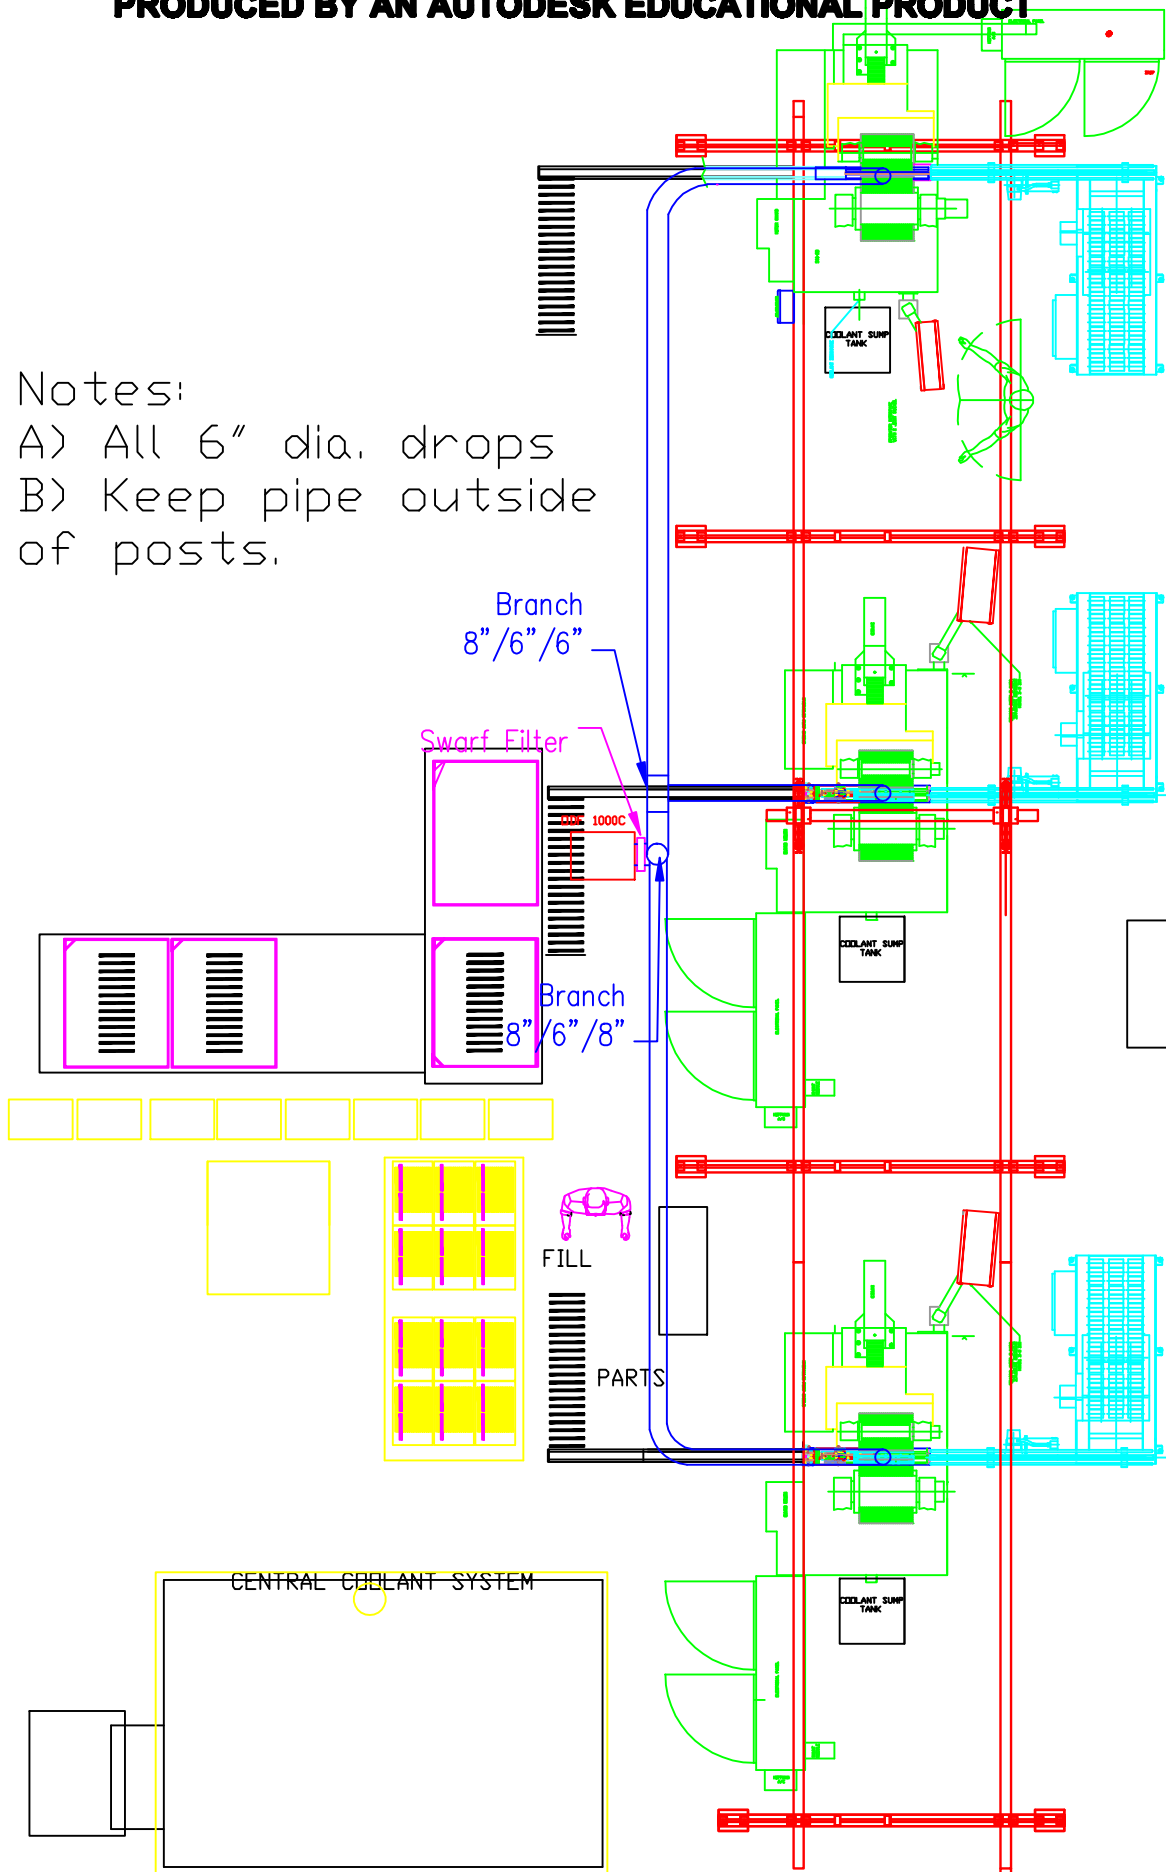 PRODUCED BY AN AUTODESK EDUCATIONAL PRODUCT
COOLANT SUMP
TANK
Notes:
A) All 6" dia. drops
B) Keep pipe outside
of posts.
Branch
8"/6"/6"
Swarf Filter
1000C
COOLANT SUMP
TANK
Branch
8"/6"/8"
FILL
PARTS
CENTRAL COOLANT SYSTEM
COOLANT SUMP
TANK